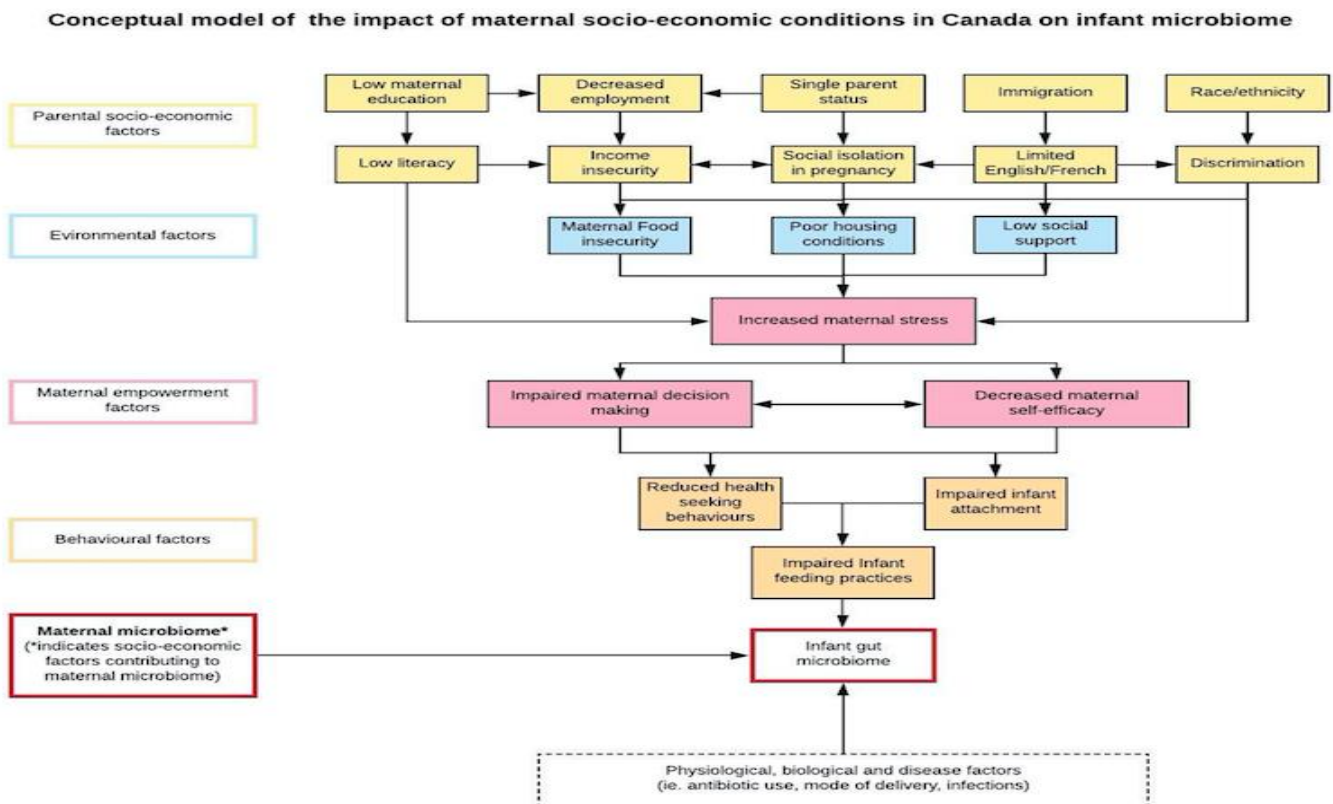 Conceptual model of the impact of maternal socio-economic conditions in Canada on infant microbiome
Low maternal
education
Decreased
employment
Single parent
status
Immigration
Race/ethnicity
Parental socio-economic
factors
Low literacy
Income
insecurity
Social isolation
in pregnancy
Limited
English/French
Discrimination
Evironmental factors
Maternal Food
insecurity
Poor housing
conditions
Low social
support
Increased maternal stress
Maternal empowerment
factors
Impaired maternal decision
making
Decreased maternal
self-efficacy
Reduced health
seeking
behaviours
Impaired infant
attachment
Behavioural factors
Impaired Infant
feeding practices
Maternal microbiome*
(*indicates socio-economic
factors contributing to
maternal microbiome)
Infant gut
microbiome
Physiological, biological and disease factors
(ie. antibiotic use, mode of delivery, infections)